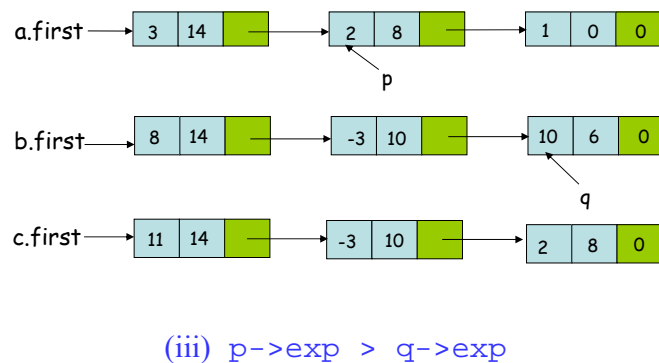 a.first 3 14 2 8 1 0 0
p
b.first 8 14 -3 10 10 6 0
q
c.first 11 14 -3 10 2 8 0
(iii) p->exp > q->exp